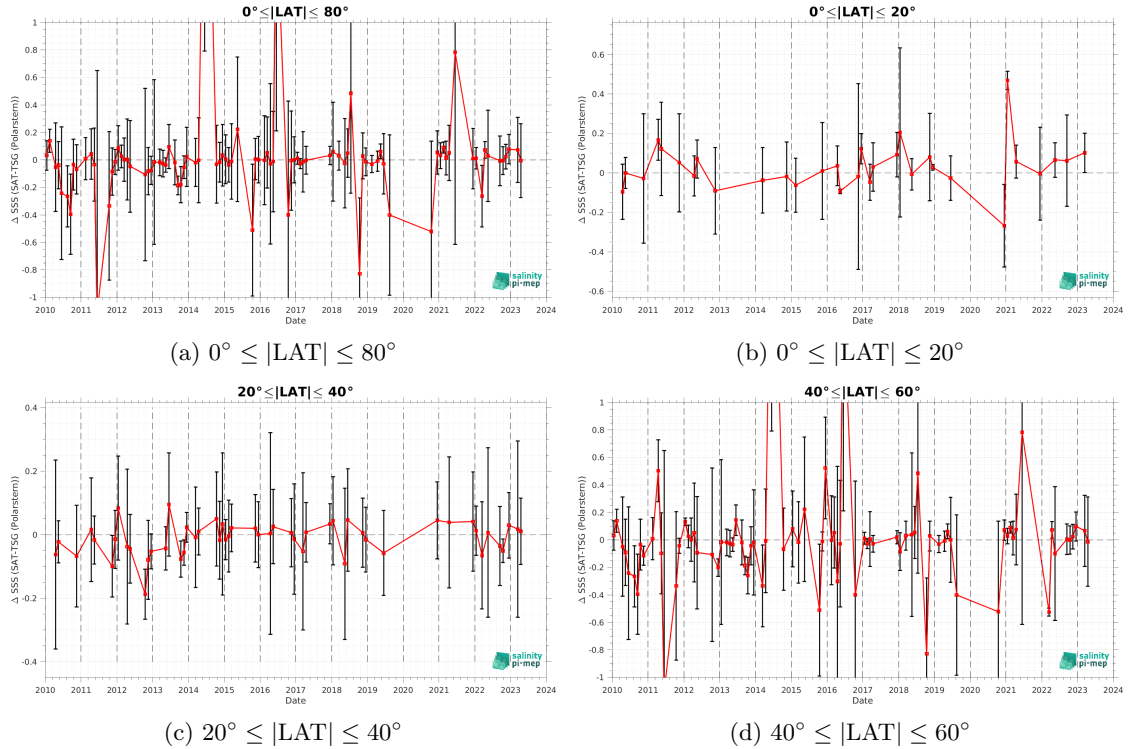 0°≤|LAT|≤ 80°
Δ SSS (SAT-TSG (Polarstern))
1
0.8
0.6
0.4
0.2
0
-0.2
-0.4
-0.6
-0.8
-1
2010 2011 2012 2013 2014 2015 2016 2017 2018 2019 2020 2021 2022 2023 2024
Date
salinity
pi-mep
(a) 0° ≤ |LAT| ≤ 80°
0°≤|LAT|≤ 20°
Δ SSS (SAT-TSG (Polarstern))
0.6
0.4
0.2
0
-0.2
-0.4
-0.6
2010 2011 2012 2013 2014 2015 2016 2017 2018 2019 2020 2021 2022 2023 2024
Date
salinity
pi-mep
(b) 0° ≤ |LAT| ≤ 20°
20°≤|LAT|≤ 40°
Δ SSS (SAT-TSG (Polarstern))
0.4
0.2
0
-0.2
-0.4
2010 2011 2012 2013 2014 2015 2016 2017 2018 2019 2020 2021 2022 2023 2024
Date
salinity
pi-mep
(c) 20° ≤ |LAT| ≤ 40°
40°≤|LAT|≤ 60°
Δ SSS (SAT-TSG (Polarstern))
1
0.8
0.6
0.4
0.2
0
-0.2
-0.4
-0.6
-0.8
-1
2010 2011 2012 2013 2014 2015 2016 2017 2018 2019 2020 2021 2022 2023 2024
Date
salinity
pi-mep
(d) 40° ≤ |LAT| ≤ 60°